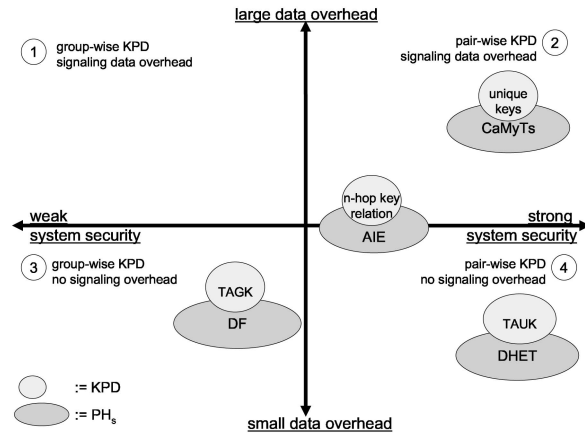 large data overhead
1
group-wise KPD
signaling data overhead
pair-wise KPD
signaling data overhead
2
unique
keys
CaMyTs
n-hop key
relation
AIE
weak
system security
strong
system security
3
group-wise KPD
no signaling overhead
pair-wise KPD
no signaling overhead
4
TAGK
DF
TAUK
DHET
:= KPD
:= PHs
small data overhead